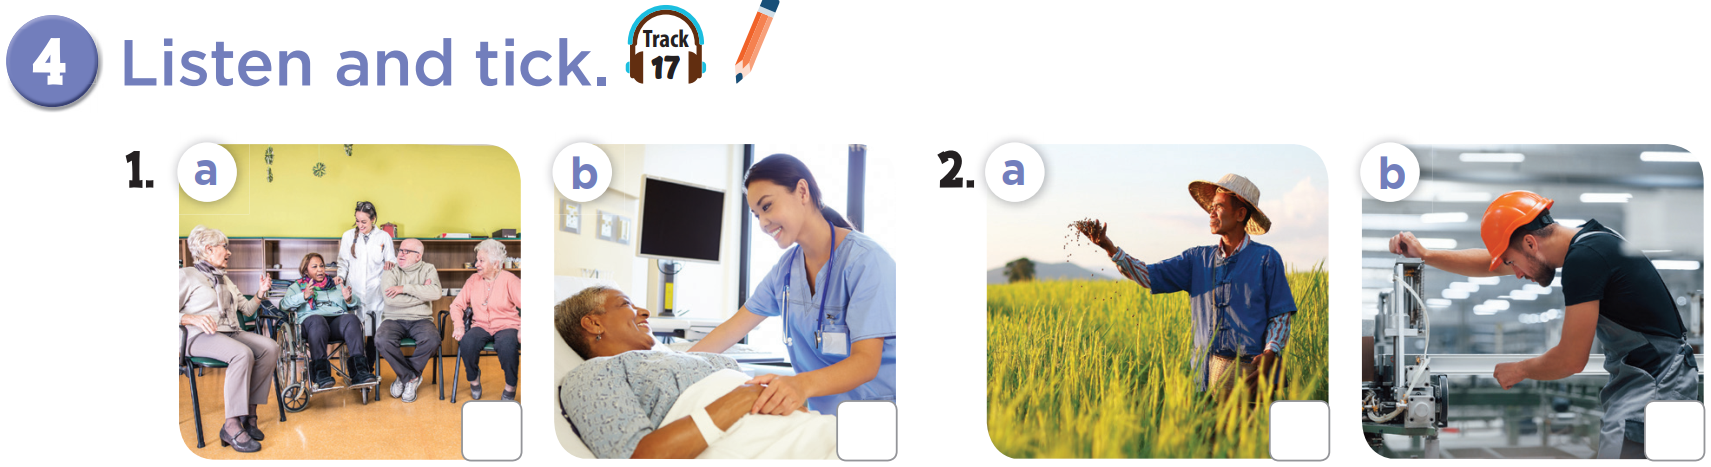 4 Listen and tick. Track 17
1. a b 2. a b